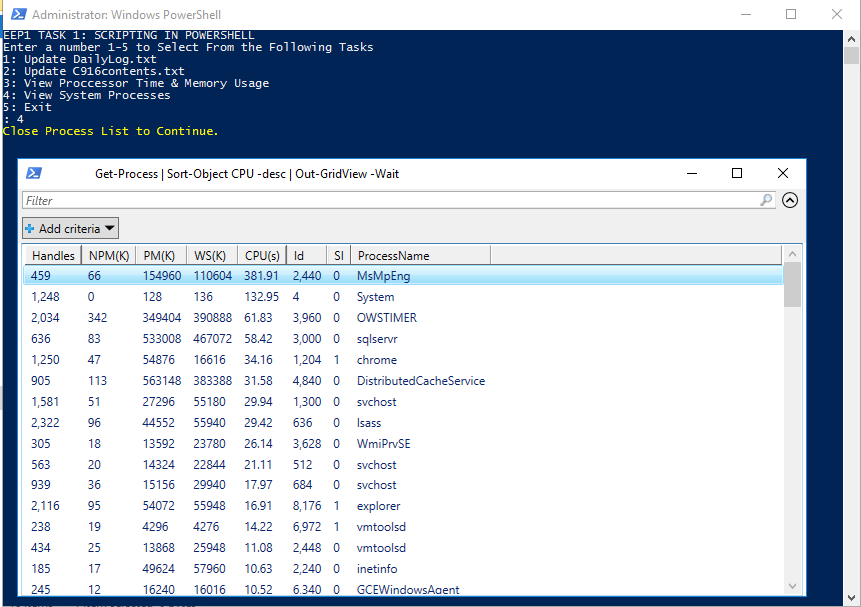 Administrator: Windows PowerShell
EEP1 TASK 1: SCRIPTING IN POWERSHELL
Enter a number 1-5 to Select From the Following Tasks
1: Update DailyLog.txt
2: Update C916contents.txt
3: View Proccessor Time & Memory Usage
4: View System Processes
5: Exit
: 4
Close Process List to Continue.
Get-Process | Sort-Object CPU -desc | Out-GridView -Wait
Filter
Add criteria
Handles NPM(K) PM(K) WS(K) CPU(s) Id SI ProcessName
459 66 154960 110604 381.91 2,440 0 MsMpEng
1,248 0 128 136 132.95 4 0 System
2,034 342 349404 390888 61.83 3,960 0 OWSTIMER
636 83 533008 467072 58.42 3,000 0 sqlservr
1,250 47 54876 16616 34.16 1,204 1 chrome
905 113 563148 383388 31.58 4,840 0 DistributedCacheService
1,581 51 27296 55180 29.94 1,300 0 svchost
2,322 96 44552 55940 29.42 636 0 lsass
305 18 13592 23780 26.14 3,628 0 WmiPrvSE
563 20 14324 22844 21.11 512 0 svchost
939 36 15156 29940 17.97 684 0 svchost
2,116 95 54072 55948 16.91 8,176 1 explorer
238 19 4296 4276 14.22 6,972 1 vmtoolsd
434 25 13868 25948 11.08 2,448 0 vmtoolsd
185 17 49624 57960 10.63 2,240 0 inetinfo
245 12 16240 16016 10.52 6,340 0 GCEWindowsAgent